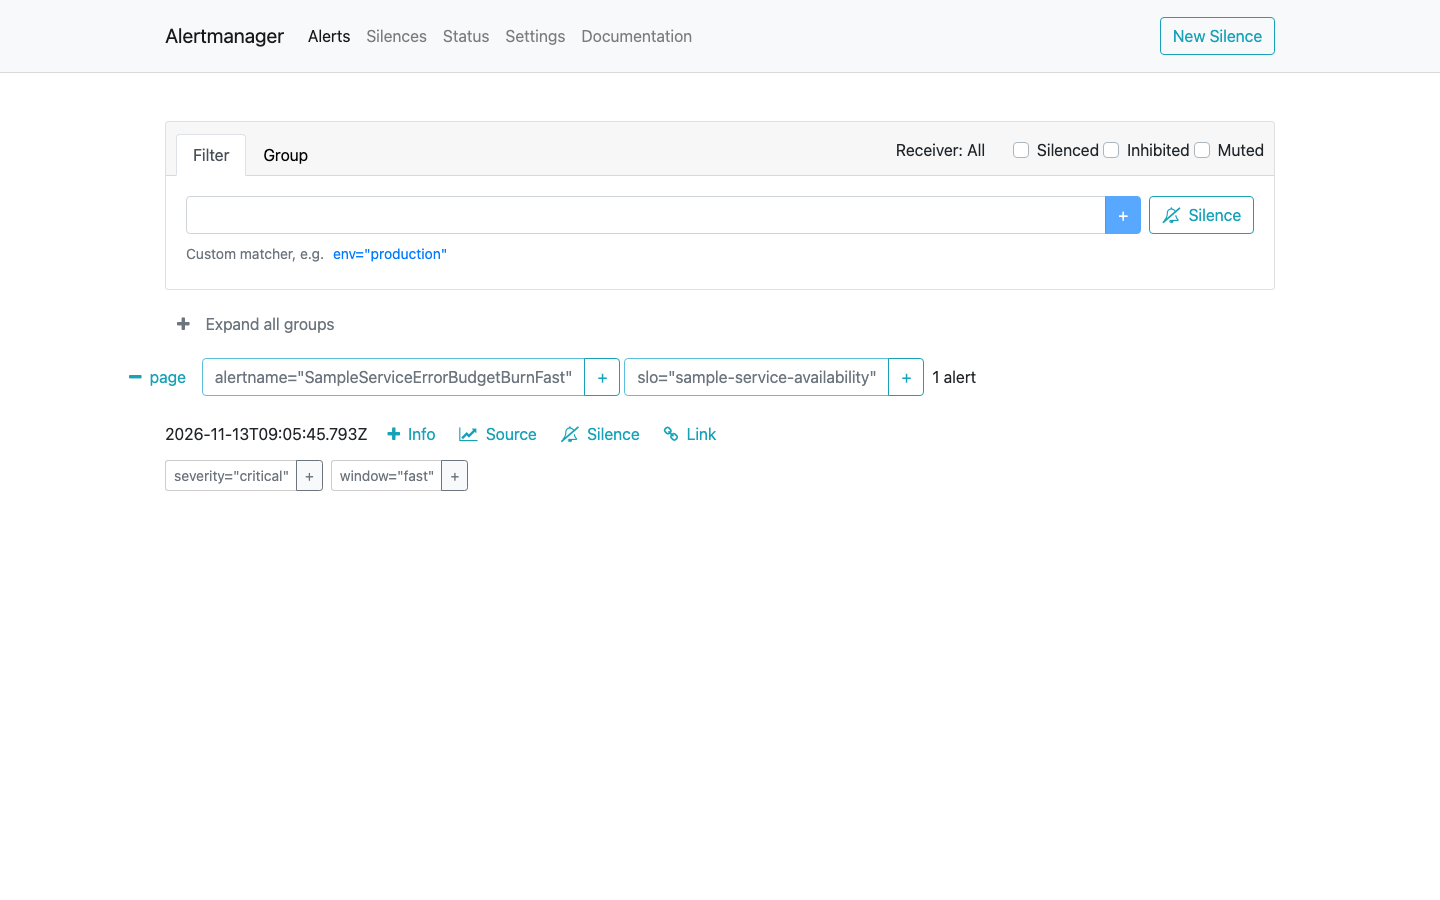 Alertmanager Alerts Silences Status Settings Documentation New Silence
Filter Group Receiver: All Silenced Inhibited Muted
+ Silence
Custom matcher, e.g. env="production"
+ Expand all groups
− page alertname="SampleServiceErrorBudgetBurnFast" + slo="sample-service-availability" + 1 alert
2026-11-13T09:05:45.793Z + Info Source Silence Link
severity="critical" + window="fast" +